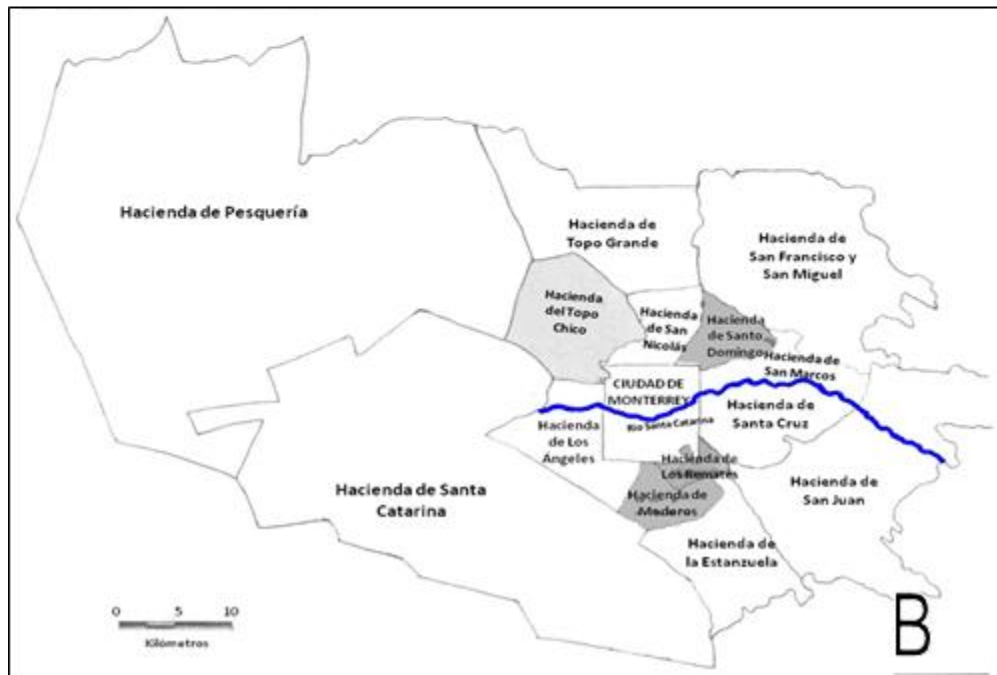 Hacienda de Pesquería
Hacienda de
Topo Grande
Hacienda de
San Francisco y
San Miguel
Hacienda
del Topo
Chico
Hacienda
de San
Nicolás
Hacienda
de Santo
Domingo
Hacienda de
San Marcos
CIUDAD DE
MONTERREY
Río Santa Catarina
Hacienda de
Santa Cruz
Hacienda
de Los
Ángeles
Hacienda de
Los Remates
Hacienda de
Mederos
Hacienda de Santa
Catarina
Hacienda de
San Juan
Hacienda de
la Estanzuela
0 5 10
Kilómetros
B